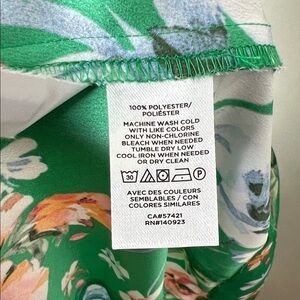 100% POLYESTER/
POLIÉSTER
MACHINE WASH COLD
WITH LIKE COLORS
ONLY NON-CHLORINE
BLEACH WHEN NEEDED
TUMBLE DRY LOW
COOL IRON WHEN NEEDED
OR DRY CLEAN
30 P
AVEC DES COULEURS
SEMBLABLES / CON
COLORES SIMILARES
CA#57421
RN#140923